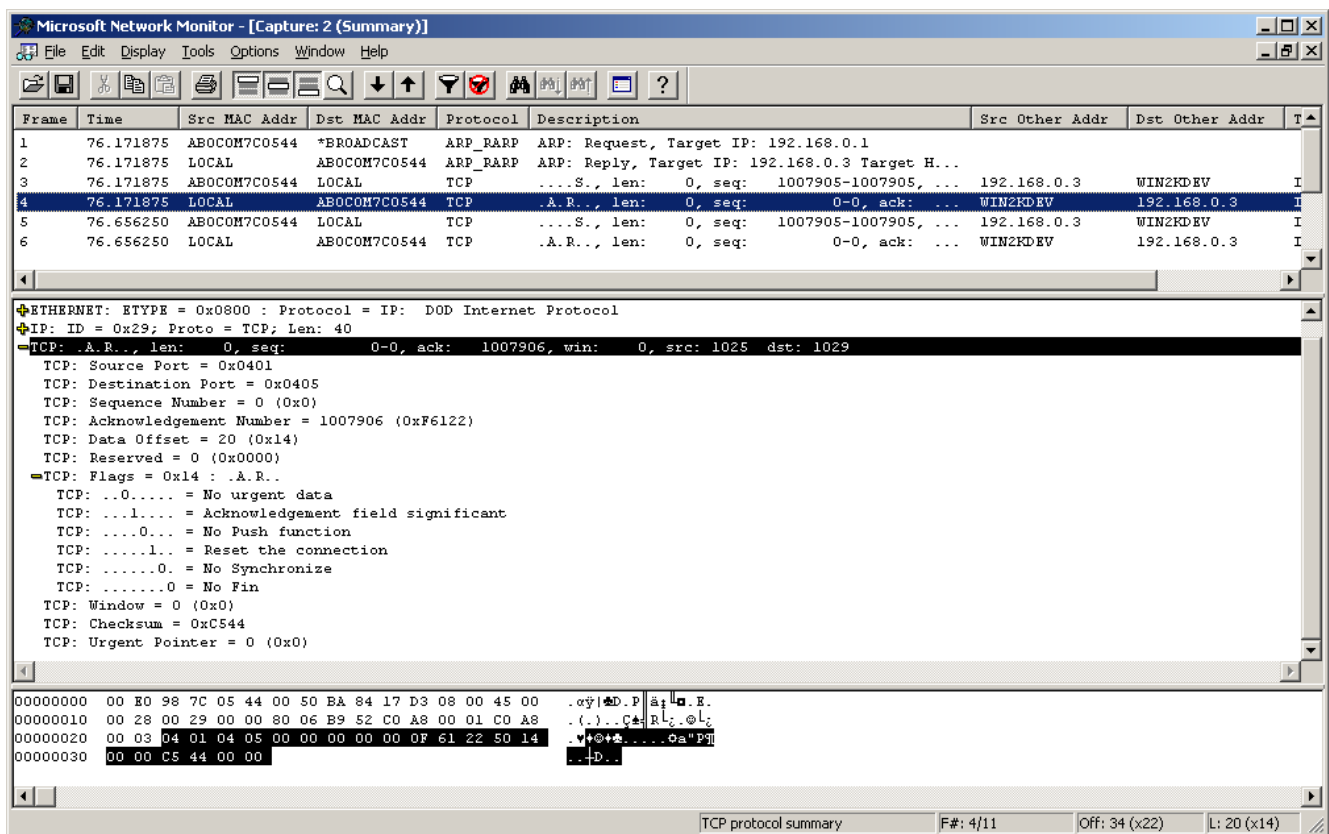 Microsoft Network Monitor - [Capture: 2 (Summary)]
File Edit Display Tools Options Window Help
Frame Time Src MAC Addr Dst MAC Addr Protocol Description Src Other Addr Dst Other Addr T
1 76.171875 ABOCOM7C0544 *BROADCAST ARP_RARP ARP: Request, Target IP: 192.168.0.1
2 76.171875 LOCAL ABOCOM7C0544 ARP_RARP ARP: Reply, Target IP: 192.168.0.3 Target H...
3 76.171875 ABOCOM7C0544 LOCAL TCP ....S., len: 0, seq: 1007905-1007905, ... 192.168.0.3 WIN2KDEV I
4 76.171875 LOCAL ABOCOM7C0544 TCP .A.R.., len: 0, seq: 0-0, ack: ... WIN2KDEV 192.168.0.3 I
5 76.656250 ABOCOM7C0544 LOCAL TCP ....S., len: 0, seq: 1007905-1007905, ... 192.168.0.3 WIN2KDEV I
6 76.656250 LOCAL ABOCOM7C0544 TCP .A.R.., len: 0, seq: 0-0, ack: ... WIN2KDEV 192.168.0.3 I
ETHERNET: ETYPE = 0x0800 : Protocol = IP: DOD Internet Protocol
IP: ID = 0x29; Proto = TCP; Len: 40
TCP: .A.R.., len: 0, seq: 0-0, ack: 1007906, win: 0, src: 1025 dst: 1029
TCP: Source Port = 0x0401
TCP: Destination Port = 0x0405
TCP: Sequence Number = 0 (0x0)
TCP: Acknowledgement Number = 1007906 (0xF6122)
TCP: Data Offset = 20 (0x14)
TCP: Reserved = 0 (0x0000)
TCP: Flags = 0x14 : .A.R..
TCP: ..0..... = No urgent data
TCP: ...1.... = Acknowledgement field significant
TCP: ....0... = No Push function
TCP: .....1.. = Reset the connection
TCP: ......0. = No Synchronize
TCP: .......0 = No Fin
TCP: Window = 0 (0x0)
TCP: Checksum = 0xC544
TCP: Urgent Pointer = 0 (0x0)
00000000 00 E0 98 7C 05 44 00 50 BA 84 17 D3 08 00 45 00 .αÿ|♣D.P║ä↨╙◘.E.
00000010 00 28 00 29 00 00 80 06 B9 52 C0 A8 00 01 C0 A8 .(.)..Ç♠╣R└¿.☺└¿
00000020 00 03 04 01 04 05 00 00 00 00 00 0F 61 22 50 14 .♥♦☺♦♣.....☼a"P¶
00000030 00 00 C5 44 00 00 ..┼D..
TCP protocol summary F#: 4/11 Off: 34 (x22) L: 20 (x14)